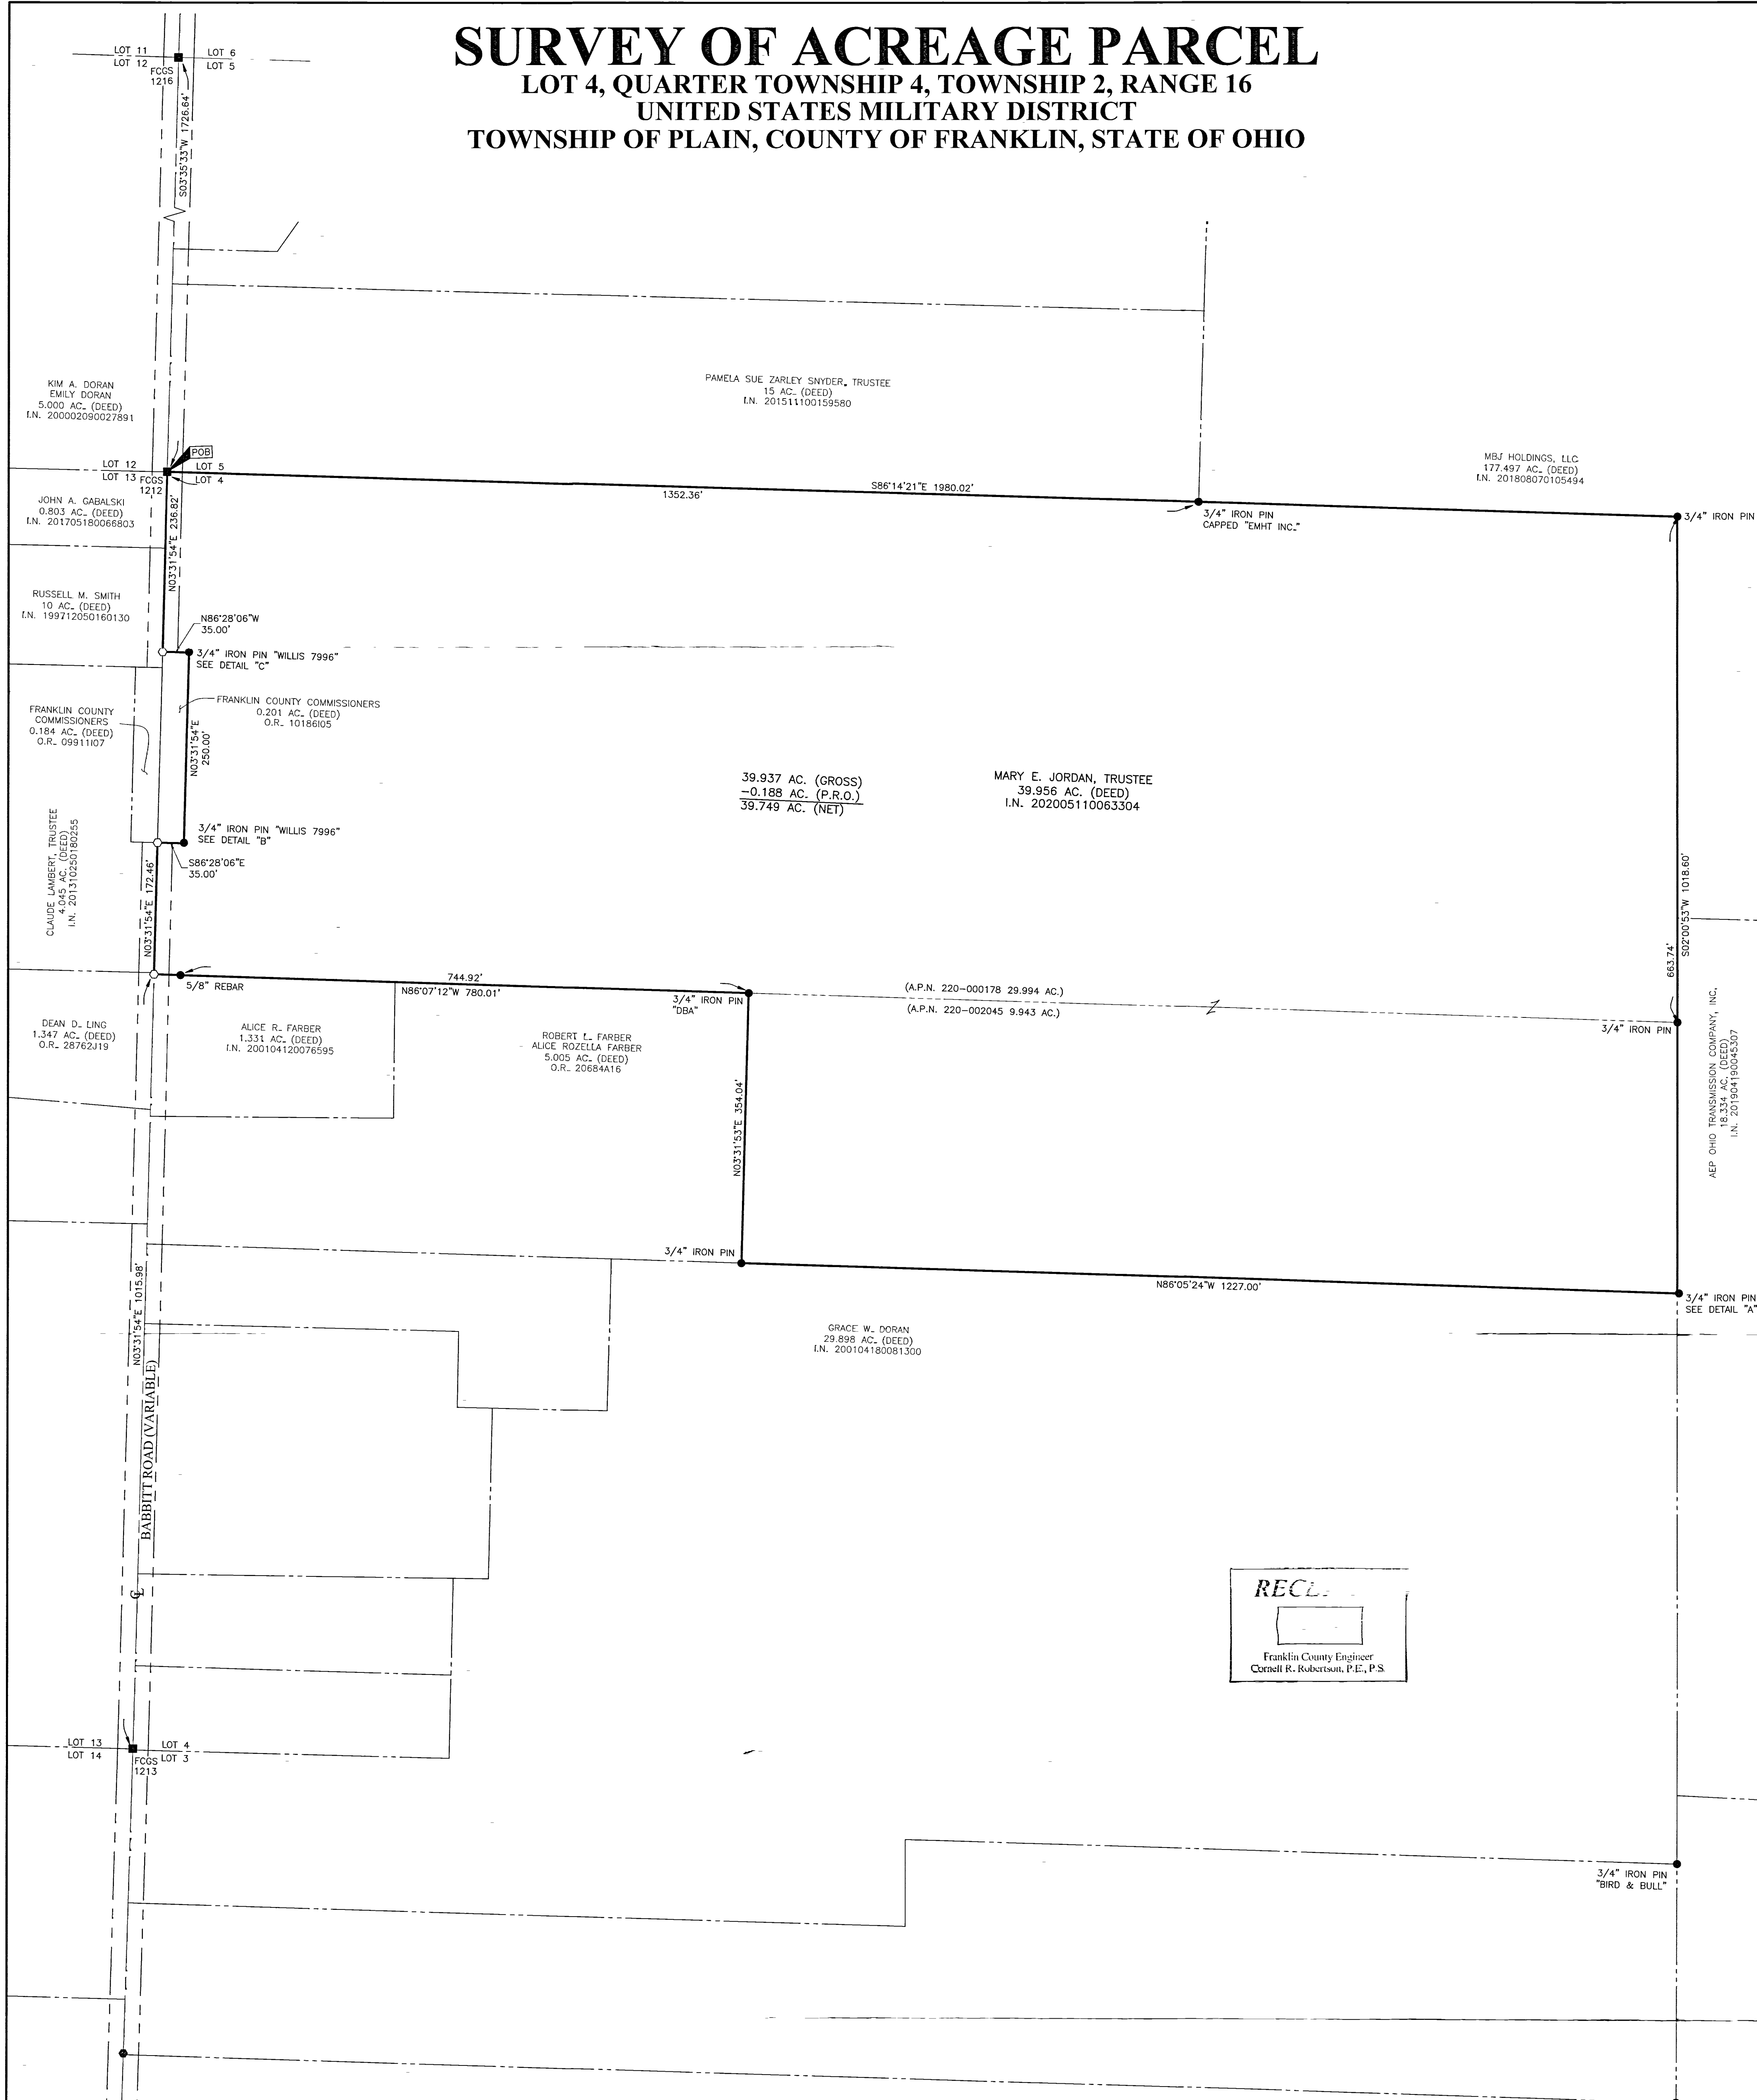 SURVEY OF ACREAGE PARCEL
LOT 4, QUARTER TOWNSHIP 4, TOWNSHIP 2, RANGE 16
UNITED STATES MILITARY DISTRICT
TOWNSHIP OF PLAIN, COUNTY OF FRANKLIN, STATE OF OHIO
LOT 11
LOT 12
LOT 6
LOT 5
FCGS
1216
S03°35'33"W 1726.64'
KIM A. DORAN
EMILY DORAN
5.000 AC. (DEED)
I.N. 200002090027891
PAMELA SUE ZARLEY SNYDER, TRUSTEE
15 AC. (DEED)
I.N. 201511100159580
MBJ HOLDINGS, LLC
177.497 AC. (DEED)
I.N. 201808070105494
POB
LOT 12
LOT 13
LOT 5
LOT 4
FCGS
1212
S86°14'21"E 1980.02'
1352.36'
3/4" IRON PIN
CAPPED "EMHT INC."
3/4" IRON PIN
JOHN A. GABALSKI
0.803 AC. (DEED)
I.N. 201705180066803
N03°31'54"E 236.82'
RUSSELL M. SMITH
10 AC. (DEED)
I.N. 199712050160130
N86°28'06"W
35.00'
3/4" IRON PIN "WILLIS 7996"
SEE DETAIL "C"
FRANKLIN COUNTY COMMISSIONERS
0.201 AC. (DEED)
O.R. 10186I05
FRANKLIN COUNTY
COMMISSIONERS
0.184 AC. (DEED)
O.R. 09911I07
N03°31'54"E
250.00'
39.937 AC. (GROSS)
-0.188 AC. (P.R.O.)
39.749 AC. (NET)
MARY E. JORDAN, TRUSTEE
39.956 AC. (DEED)
I.N. 202005110063304
3/4" IRON PIN "WILLIS 7996"
SEE DETAIL "B"
S86°28'06"E
35.00'
CLAUDE LAMBERT, TRUSTEE
4.045 AC. (DEED)
I.N. 201310250180255
N03°31'54"E 172.46'
S02°00'53"W 1018.60'
663.74'
5/8" REBAR
744.92'
N86°07'12"W 780.01'
3/4" IRON PIN
"DBA"
(A.P.N. 220-000178 29.994 AC.)
(A.P.N. 220-002045 9.943 AC.)
Z
3/4" IRON PIN
DEAN D. LING
1.347 AC. (DEED)
O.R. 28762J19
ALICE R. FARBER
1.331 AC. (DEED)
I.N. 200104120076595
ROBERT L. FARBER
ALICE ROZELLA FARBER
5.005 AC. (DEED)
O.R. 20684A16
AEP OHIO TRANSMISSION COMPANY, INC.
18.334 AC. (DEED)
I.N. 201904190045307
N03°31'53"E 354.04'
3/4" IRON PIN
N86°05'24"W 1227.00'
3/4" IRON PIN
SEE DETAIL "A"
GRACE W. DORAN
29.898 AC. (DEED)
I.N. 200104180081300
N03°31'54"E 1015.98'
BABBITT ROAD (VARIABLE)
Franklin County Engineer
Cornell R. Robertson, P.E., P.S.
LOT 13
LOT 14
LOT 4
LOT 3
FCGS
1213
3/4" IRON PIN
"BIRD & BULL"